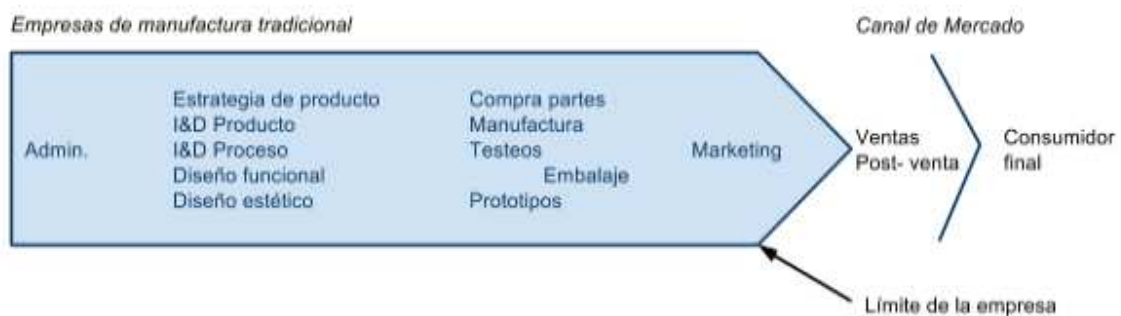 Empresas de manufactura tradicional
Canal de Mercado
Admin.
Estrategia de producto
I&D Producto
I&D Proceso
Diseño funcional
Diseño estético
Compra partes
Manufactura
Testeos
Embalaje
Prototipos
Marketing
Ventas
Post- venta
Consumidor
final
Límite de la empresa